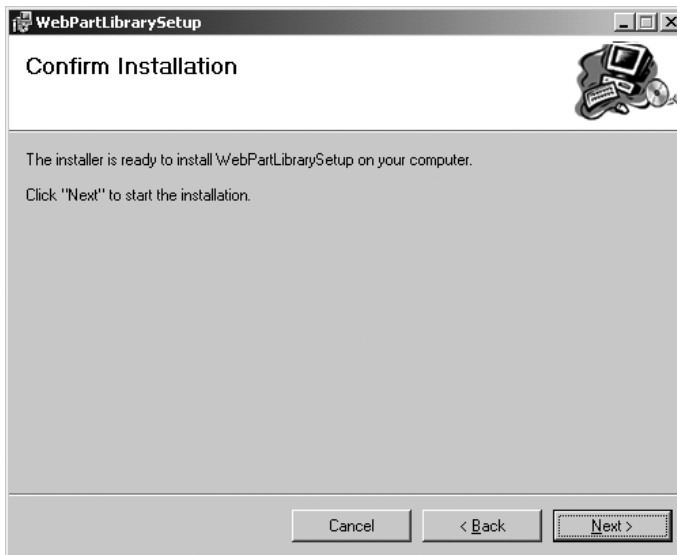 WebPartLibrarySetup
Confirm Installation
The installer is ready to install WebPartLibrarySetup on your computer.
Click "Next" to start the installation.
Cancel
< Back
Next >